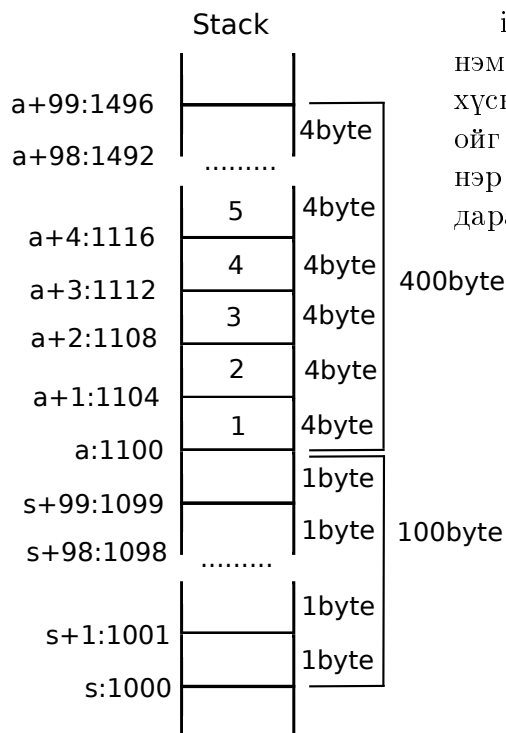 Stack
a+99:1496
4byte
a+98:1492
.........
5
4byte
a+4:1116
4
4byte
a+3:1112
400byte
3
4byte
a+2:1108
2
4byte
a+1:1104
1
4byte
a:1100
1byte
s+99:1099
1byte
100byte
s+98:1098
.........
1byte
s+1:1001
1byte
s:1000
нэм
ойг
нэр